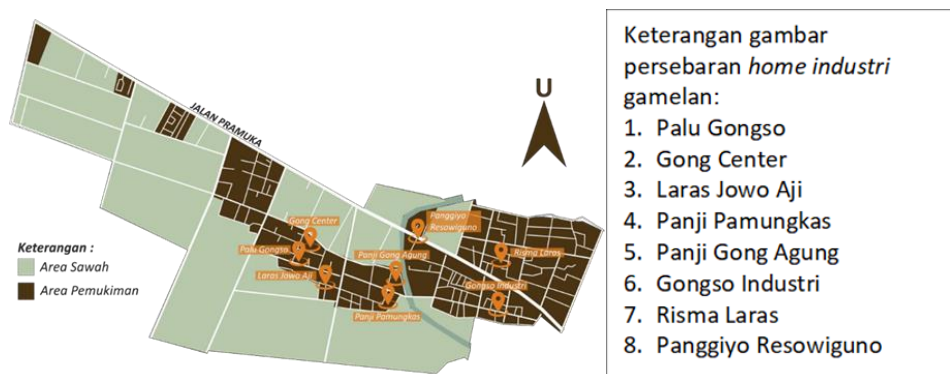 JALAN PRAMUKA
U
Gong Center
Palu Gongso
Laras Jowo Aji
Panji Gong Agung
Panji Pamungkas
Panggiyo
Resowiguno
Risma Laras
Gongso Industri
Keterangan :
Area Sawah
Area Pemukiman
Keterangan gambar
persebaran home industri
gamelan:
1. Palu Gongso
2. Gong Center
3. Laras Jowo Aji
4. Panji Pamungkas
5. Panji Gong Agung
6. Gongso Industri
7. Risma Laras
8. Panggiyo Resowiguno